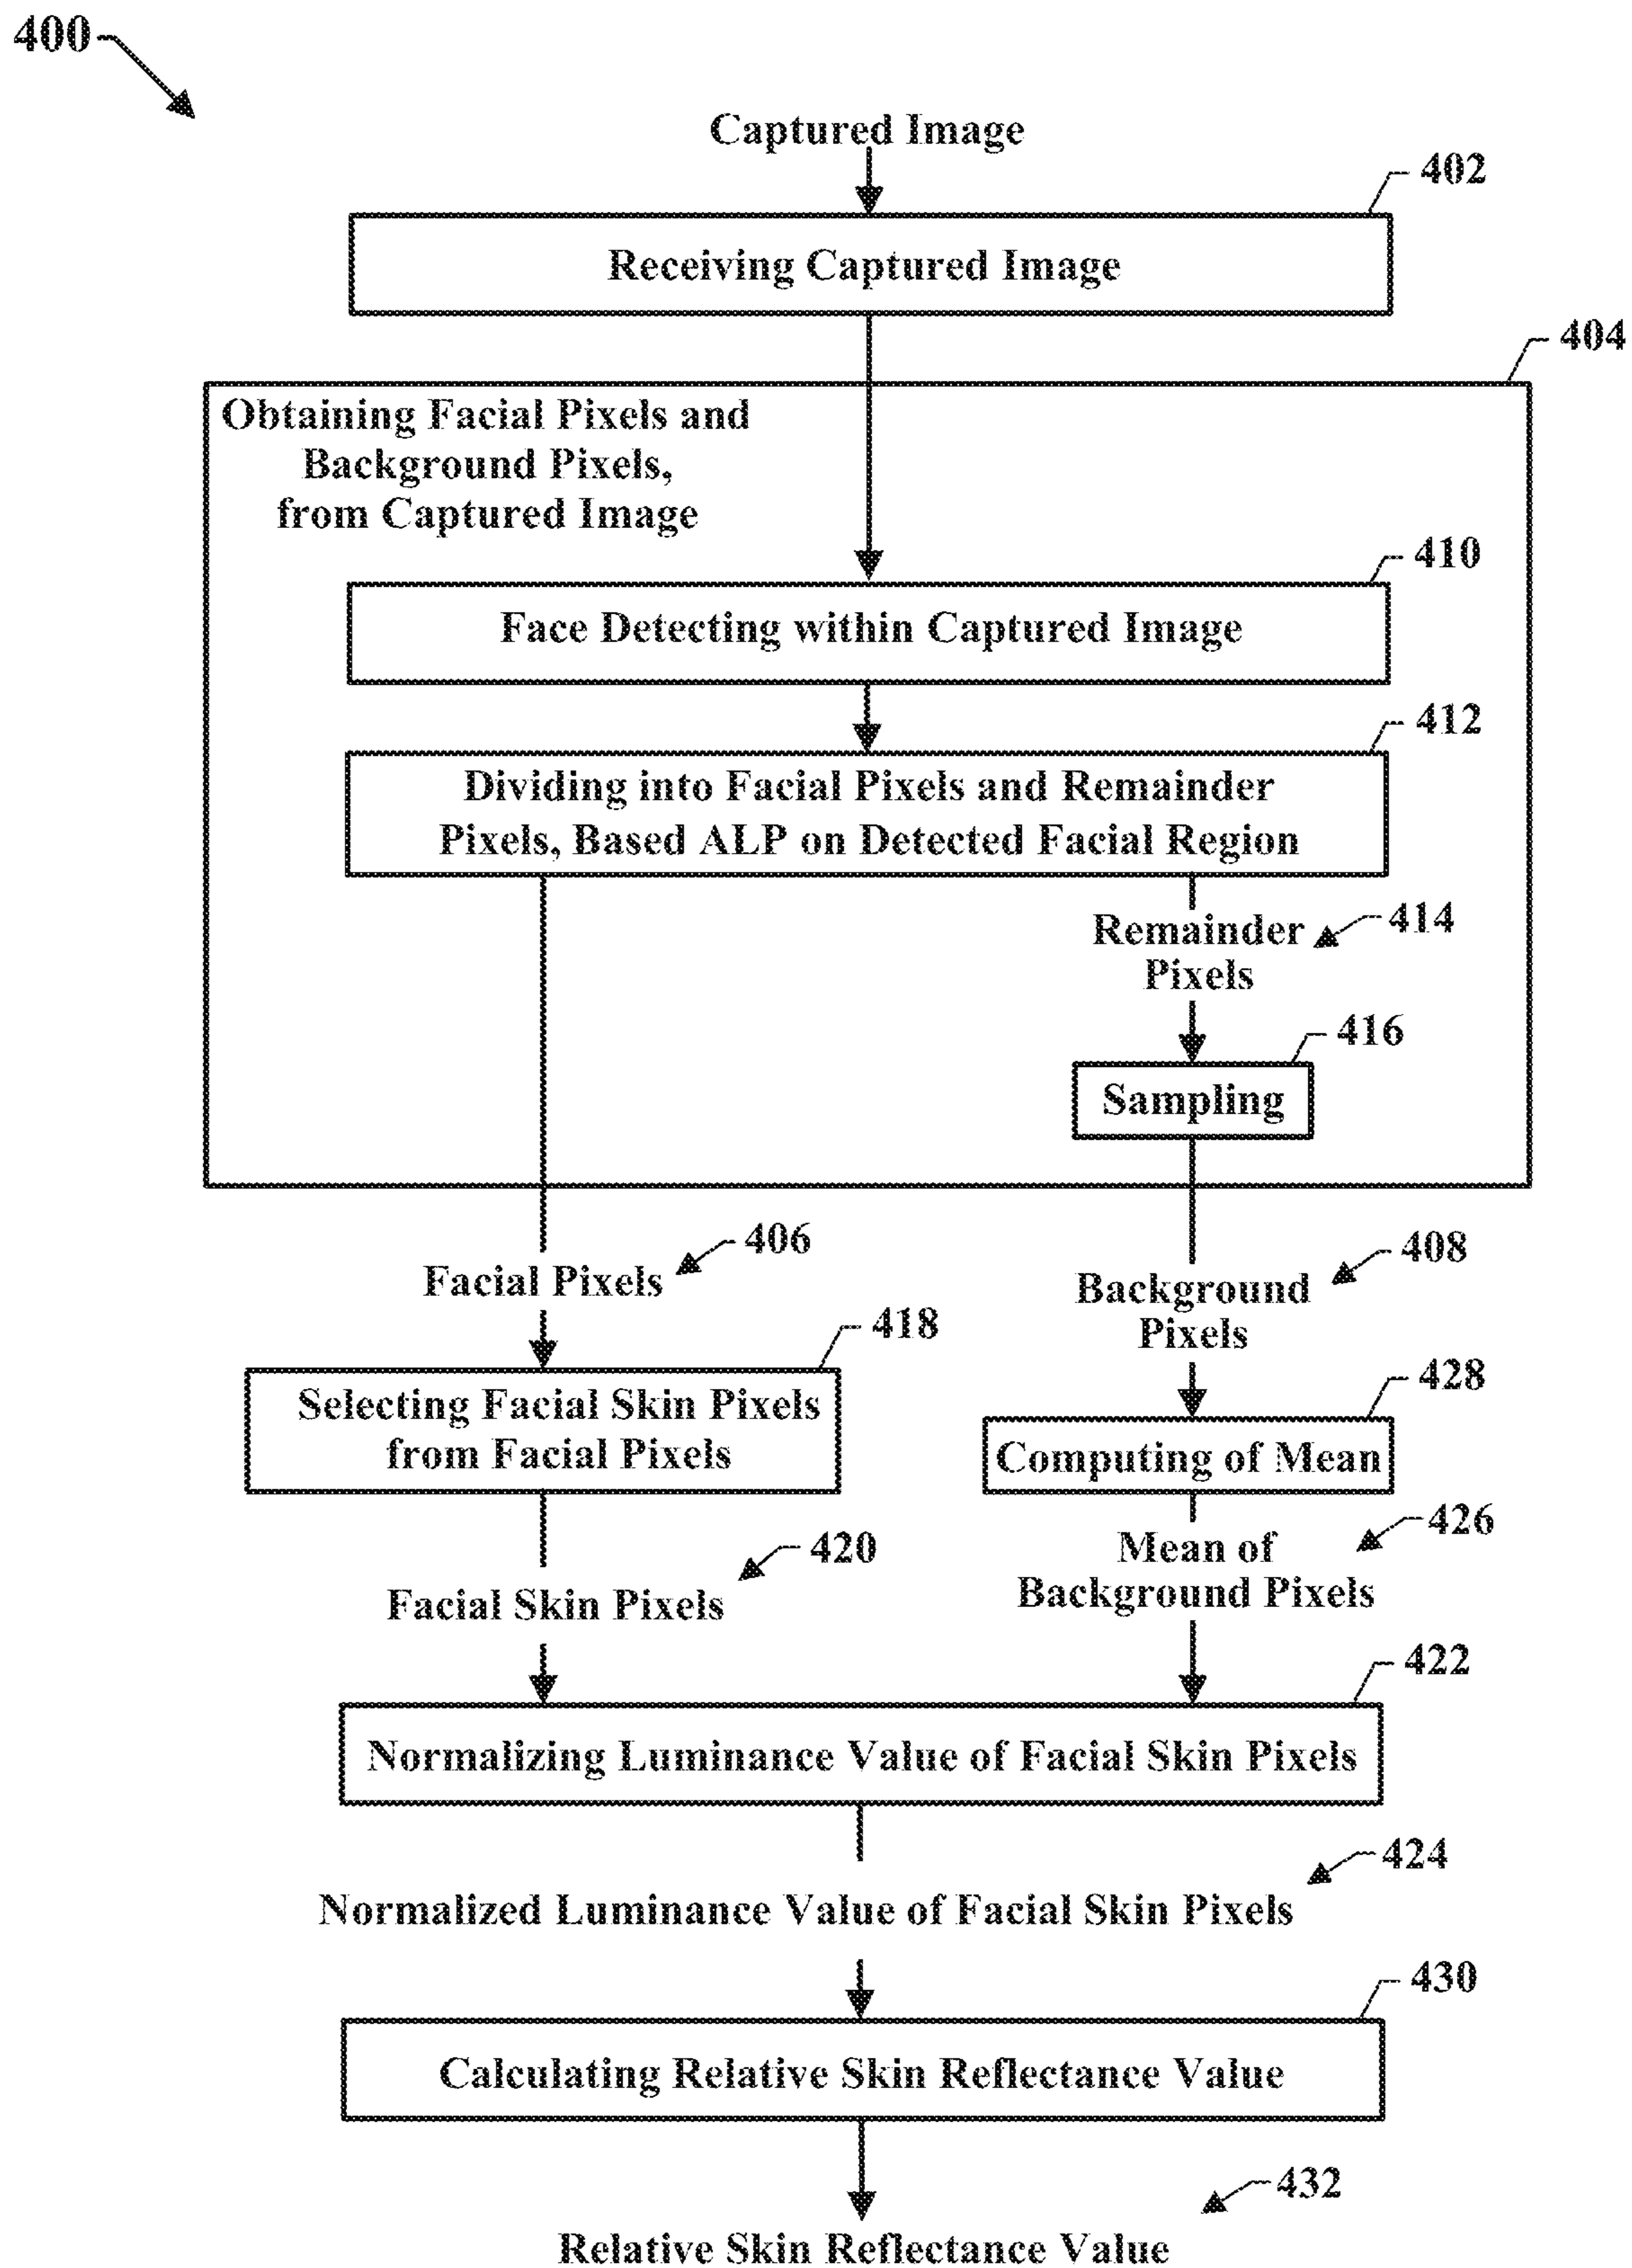 400
Captured Image
402
Receiving Captured Image
404
Obtaining Facial Pixels and
Background Pixels,
from Captured Image
410
Face Detecting within Captured Image
412
Dividing into Facial Pixels and Remainder
Pixels, Based ALP on Detected Facial Region
414
Remainder
Pixels
416
Sampling
406
Facial Pixels
408
Background
Pixels
418
Selecting Facial Skin Pixels
from Facial Pixels
428
Computing of Mean
420
Facial Skin Pixels
426
Mean of
Background Pixels
422
Normalizing Luminance Value of Facial Skin Pixels
424
Normalized Luminance Value of Facial Skin Pixels
430
Calculating Relative Skin Reflectance Value
432
Relative Skin Reflectance Value